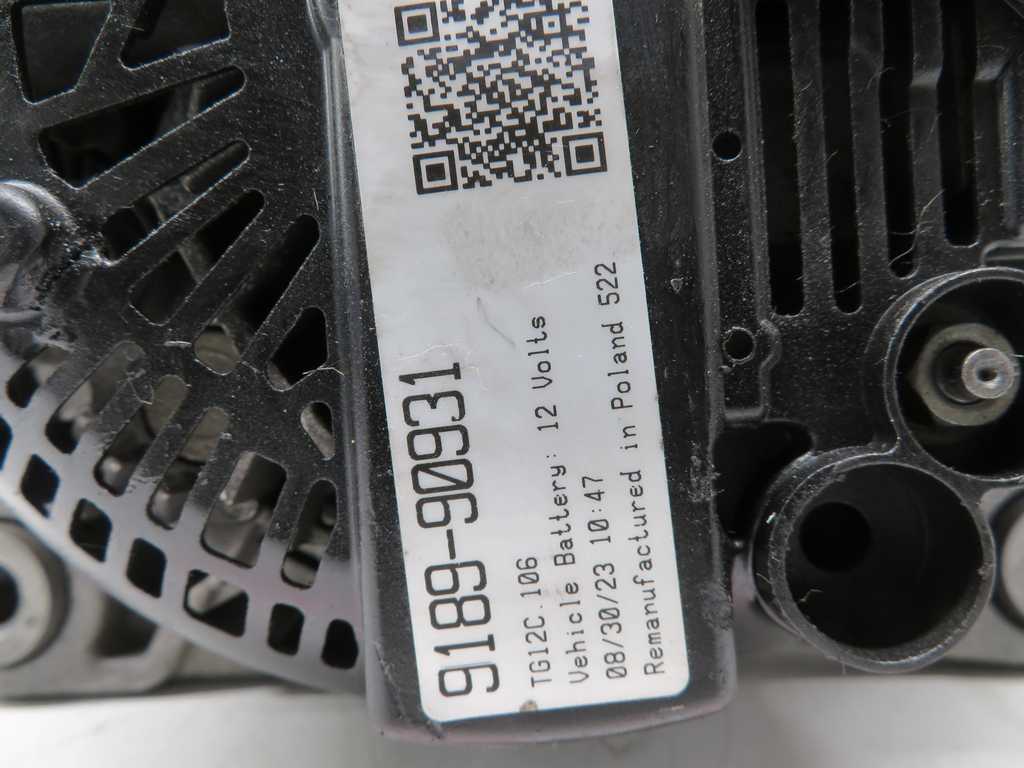 9189-90931
TG12C.106
Vehicle Battery: 12 Volts
08/30/23 10:47
Remanufactured in Poland 522